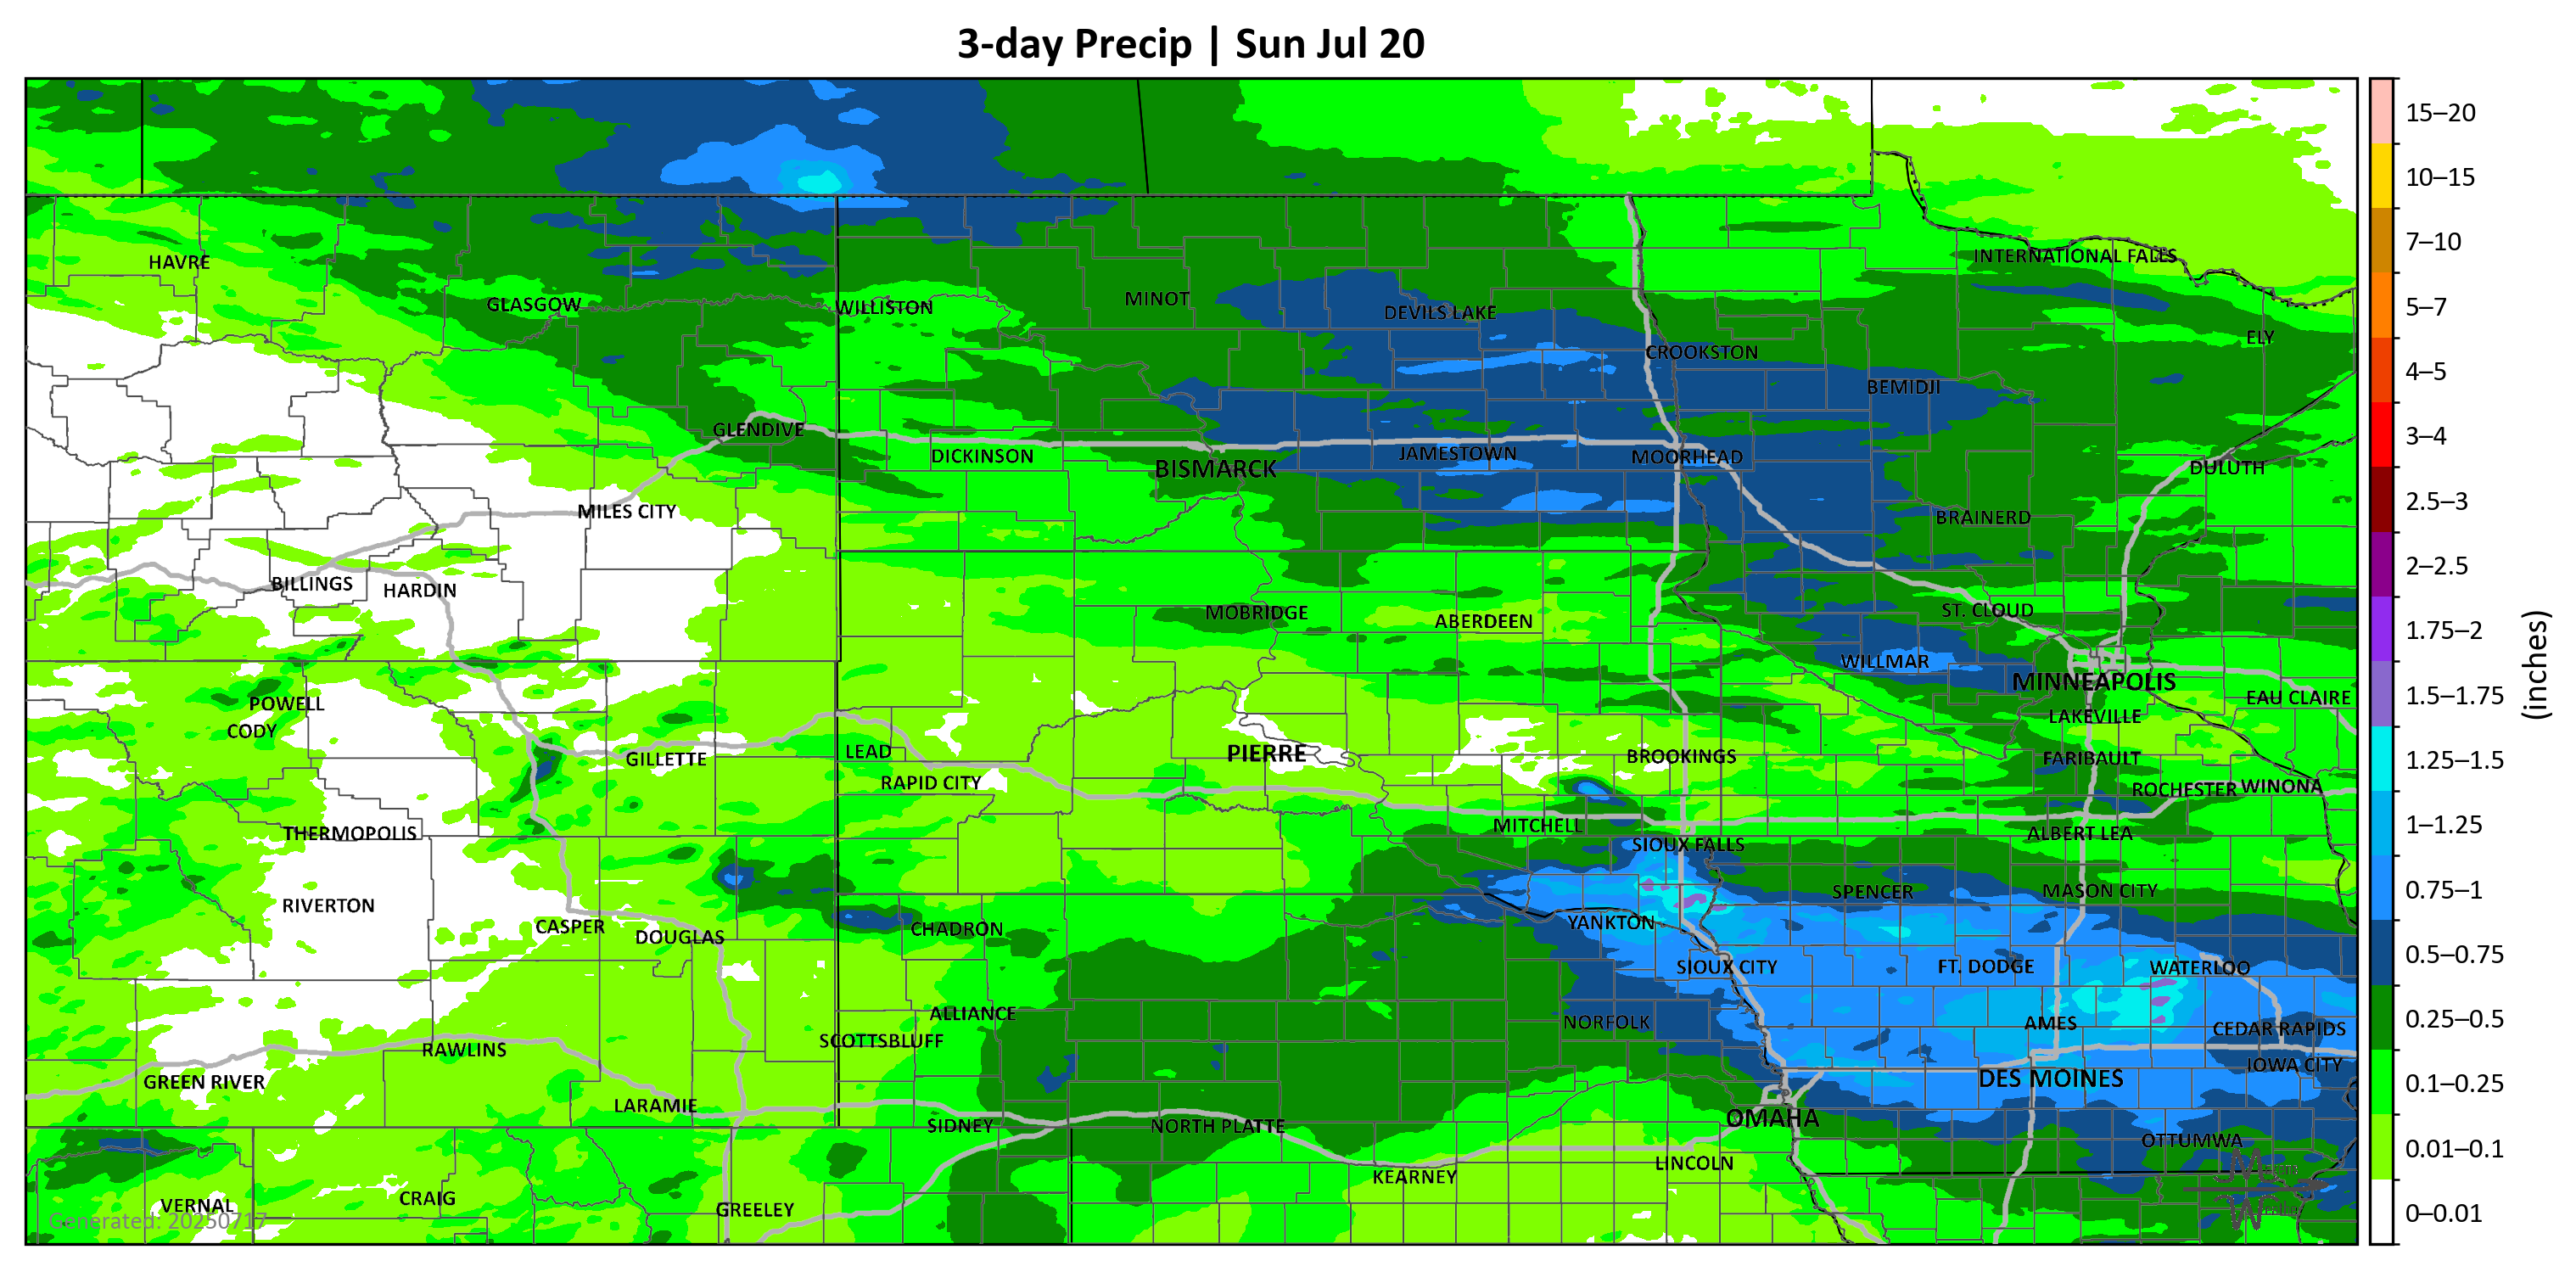 3-day Precip | Sun Jul 20
HAVRE
INTERNATIONAL FALLS
GLASGOW
WILLISTON
MINOT
DEVILS LAKE
ELY
CROOKSTON
BEMIDJI
GLENDIVE
DICKINSON
BISMARCK
JAMESTOWN
MOORHEAD
DULUTH
MILES CITY
BRAINERD
BILLINGS
HARDIN
MOBRIDGE
ABERDEEN
ST. CLOUD
WILLMAR
MINNEAPOLIS
POWELL
EAU CLAIRE
CODY
LAKEVILLE
GILLETTE
LEAD
PIERRE
BROOKINGS
FARIBAULT
RAPID CITY
ROCHESTER
WINONA
THERMOPOLIS
MITCHELL
ALBERT LEA
SIOUX FALLS
RIVERTON
SPENCER
MASON CITY
CASPER
DOUGLAS
CHADRON
YANKTON
SIOUX CITY
FT. DODGE
WATERLOO
ALLIANCE
NORFOLK
AMES
CEDAR RAPIDS
SCOTTSBLUFF
RAWLINS
IOWA CITY
GREEN RIVER
DES MOINES
LARAMIE
OMAHA
SIDNEY
NORTH PLATTE
OTTUMWA
LINCOLN
KEARNEY
VERNAL
CRAIG
GREELEY
Generated: 20250717
15–20
10–15
7–10
5–7
4–5
3–4
2.5–3
2–2.5
1.75–2
1.5–1.75
1.25–1.5
1–1.25
0.75–1
0.5–0.75
0.25–0.5
0.1–0.25
0.01–0.1
0–0.01
(inches)